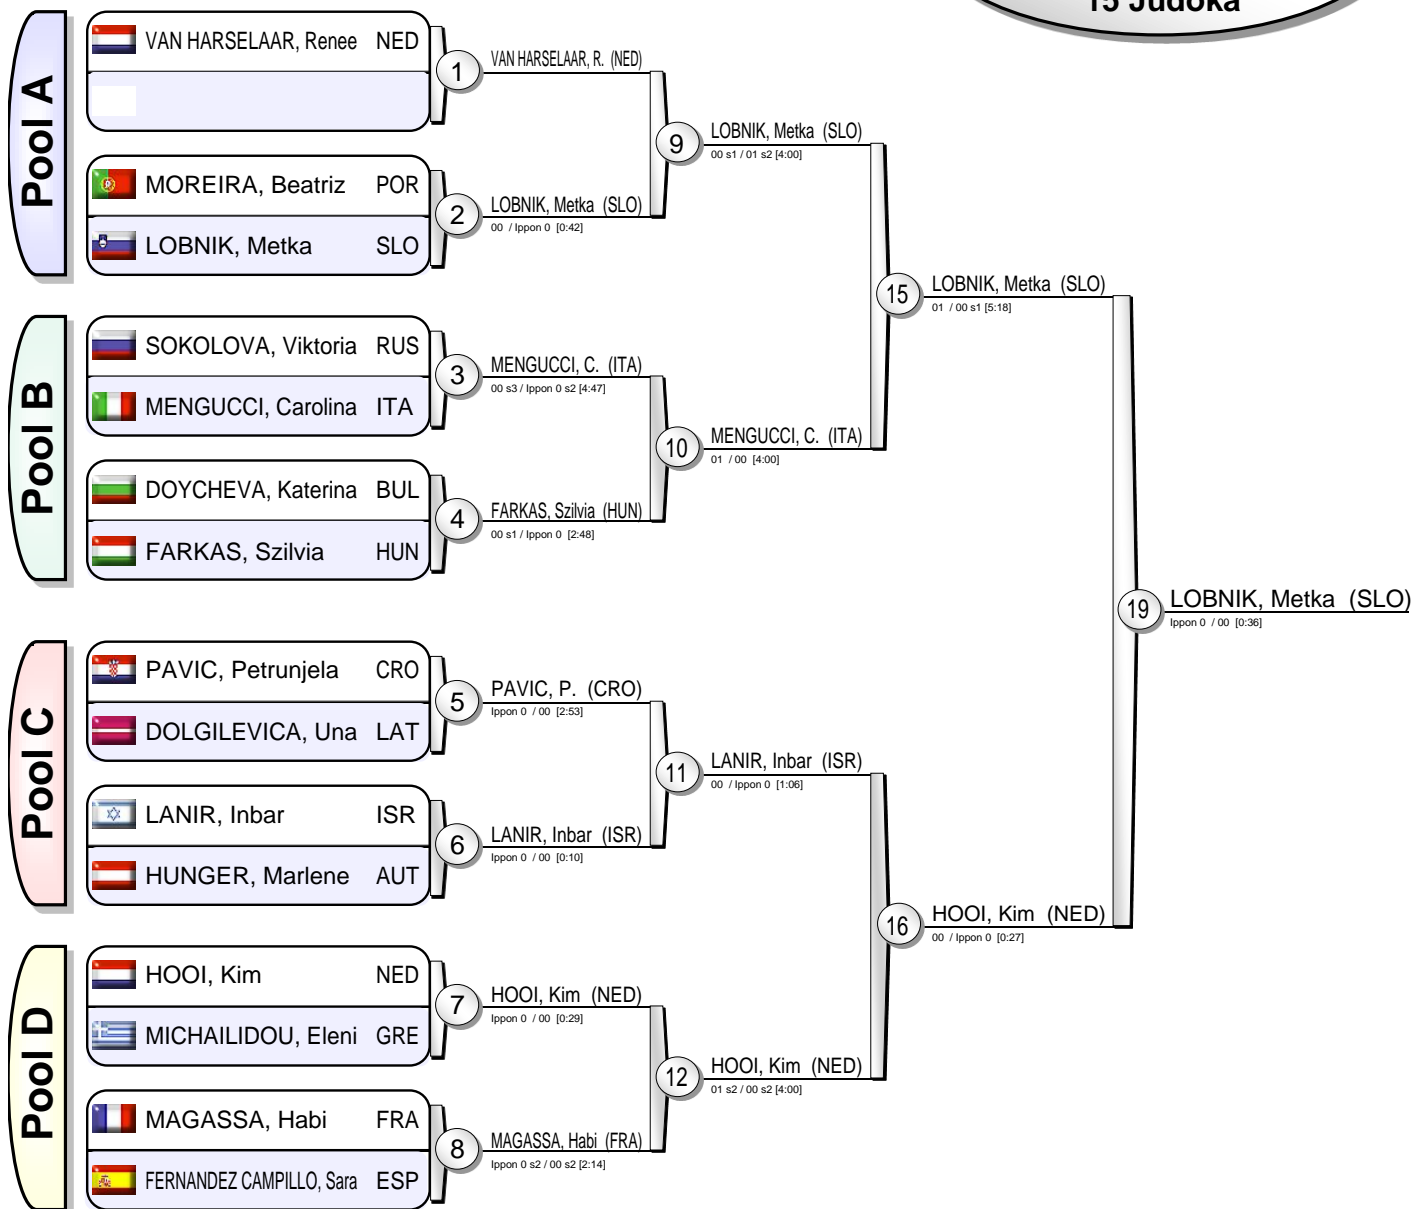 15 Judoka
Pool A
VAN HARSELAAR, Renee NED
MOREIRA, Beatriz POR
LOBNIK, Metka SLO
1
VAN HARSELAAR, R. (NED)
2
LOBNIK, Metka (SLO)
00 / Ippon 0 [0:42]
9
LOBNIK, Metka (SLO)
00 s1 / 01 s2 [4:00]
Pool B
SOKOLOVA, Viktoria RUS
MENGUCCI, Carolina ITA
DOYCHEVA, Katerina BUL
FARKAS, Szilvia HUN
3
MENGUCCI, C. (ITA)
00 s3 / Ippon 0 s2 [4:47]
4
FARKAS, Szilvia (HUN)
00 s1 / Ippon 0 [2:48]
10
MENGUCCI, C. (ITA)
01 / 00 [4:00]
15
LOBNIK, Metka (SLO)
01 / 00 s1 [5:18]
Pool C
PAVIC, Petrunjela CRO
DOLGILEVICA, Una LAT
LANIR, Inbar ISR
HUNGER, Marlene AUT
5
PAVIC, P. (CRO)
Ippon 0 / 00 [2:53]
6
LANIR, Inbar (ISR)
Ippon 0 / 00 [0:10]
11
LANIR, Inbar (ISR)
00 / Ippon 0 [1:06]
Pool D
HOOI, Kim NED
MICHAILIDOU, Eleni GRE
MAGASSA, Habi FRA
FERNANDEZ CAMPILLO, Sara ESP
7
HOOI, Kim (NED)
Ippon 0 / 00 [0:29]
8
MAGASSA, Habi (FRA)
Ippon 0 s2 / 00 s2 [2:14]
12
HOOI, Kim (NED)
01 s2 / 00 s2 [4:00]
16
HOOI, Kim (NED)
00 / Ippon 0 [0:27]
19
LOBNIK, Metka (SLO)
Ippon 0 / 00 [0:36]